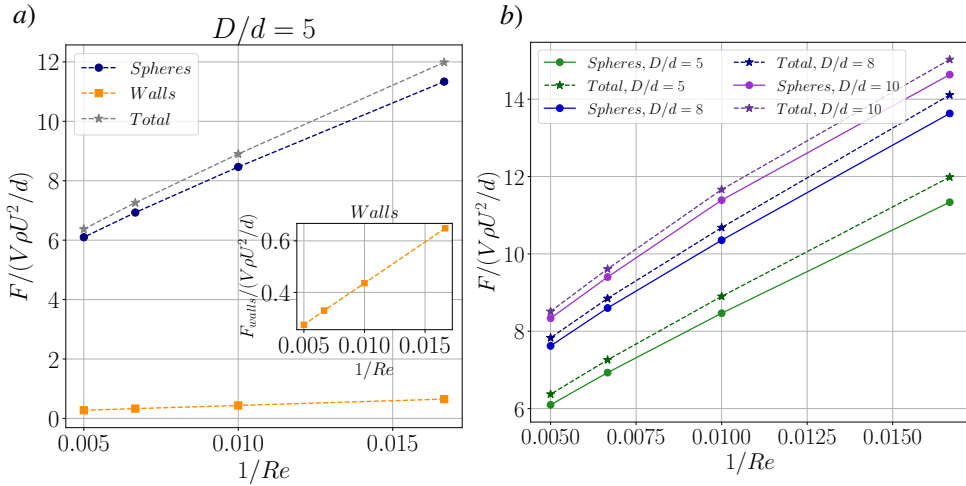 a)
D/d = 5
F/(VρU²/d)
12
10
8
6
4
2
0
Spheres
Walls
Total
Walls
F_walls/(VρU²/d)
0.6
0.4
0.005 0.010 0.015
1/Re
0.005 0.010 0.015
1/Re
b)
F/(VρU²/d)
14
12
10
8
6
Spheres, D/d = 5
Total, D/d = 5
Spheres, D/d = 8
Total, D/d = 8
Spheres, D/d = 10
Total, D/d = 10
0.0050 0.0075 0.0100 0.0125 0.0150
1/Re